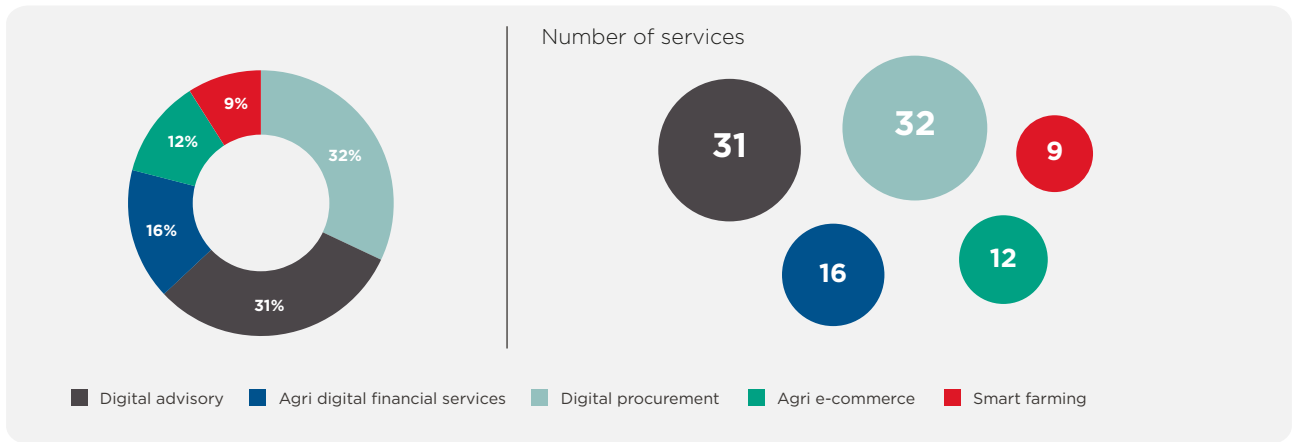 9%
12%
32%
16%
31%
Number of services
31
32
9
16
12
Digital advisory
Agri digital financial services
Digital procurement
Agri e-commerce
Smart farming